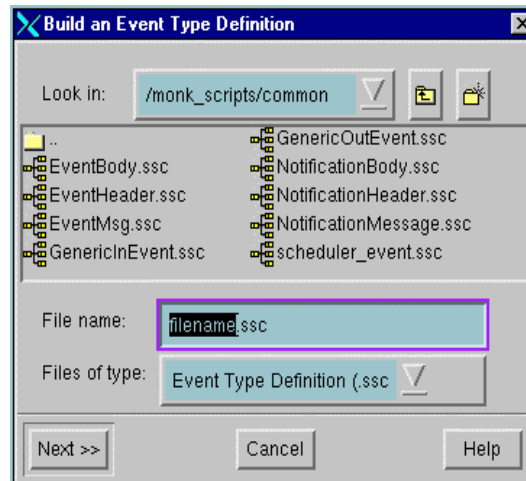 Build an Event Type Definition
Look in: /monk_scripts/common
.. GenericOutEvent.ssc
EventBody.ssc NotificationBody.ssc
EventHeader.ssc NotificationHeader.ssc
EventMsg.ssc NotificationMessage.ssc
GenericInEvent.ssc scheduler_event.ssc
File name: filename.ssc
Files of type: Event Type Definition (.ssc
Next >> Cancel Help